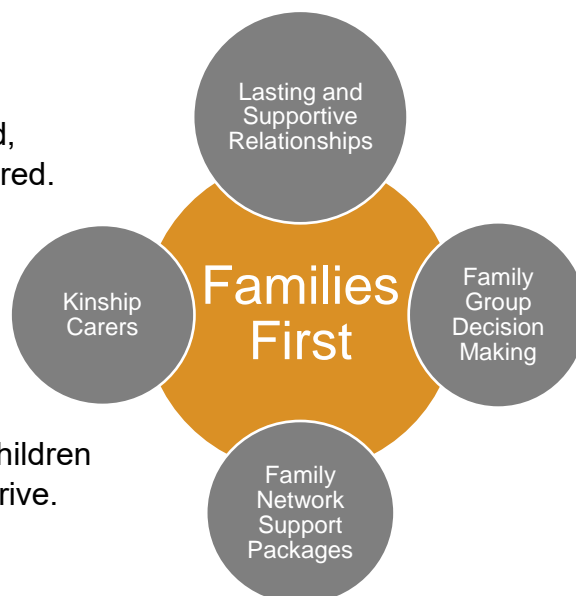 Lasting and
Supportive
Relationships
d,
red.
Kinship
Carers
Families
First
Family
Group
Decision
Making
hildren
rive.
Family
Network
Support
Packages